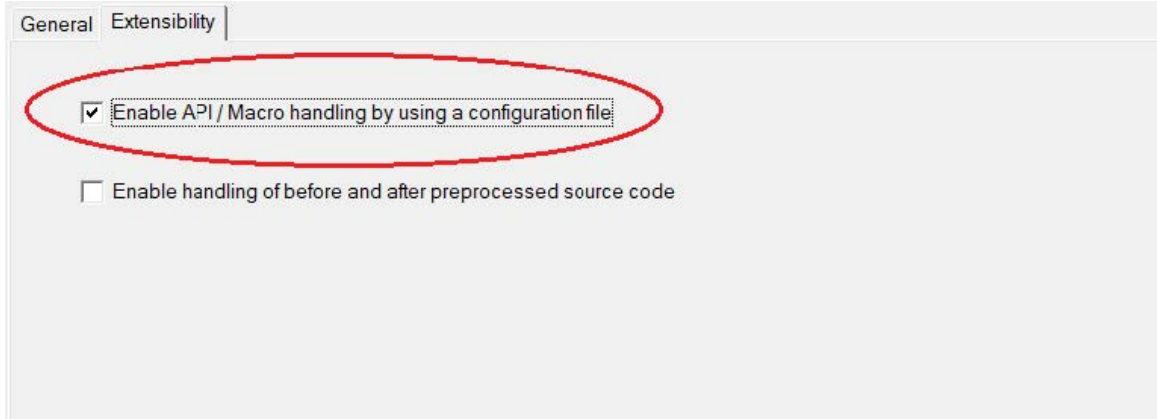 General Extensibility
Enable API / Macro handling by using a configuration file
Enable handling of before and after preprocessed source code